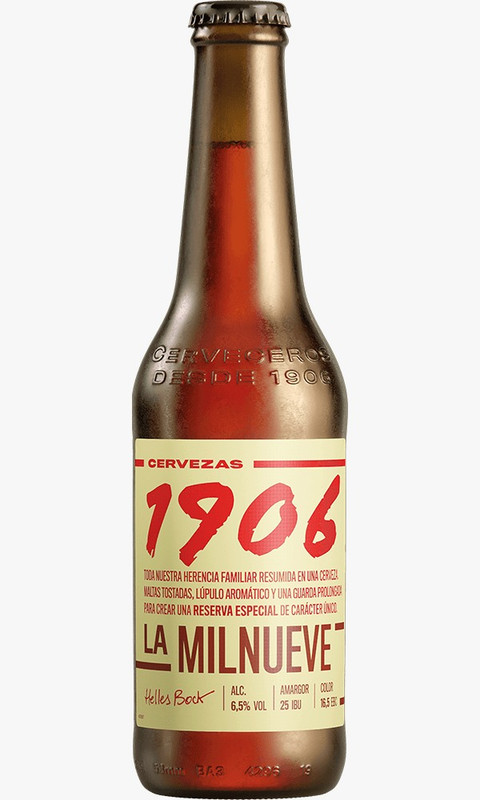 CERVECEROS
DESDE 1906
CERVEZAS
1906
TODA NUESTRA HERENCIA FAMILIAR RESUMIDA EN UNA CERVEZA.
MALTAS TOSTADAS, LÚPULO AROMÁTICO Y UNA GUARDA PROLONGADA
PARA CREAR UNA RESERVA ESPECIAL DE CARÁCTER ÚNICO.
LA MILNUEVE
Helles Bock
ALC.
6,5% VOL
AMARGOR
25 IBU
COLOR
16,5 EBC